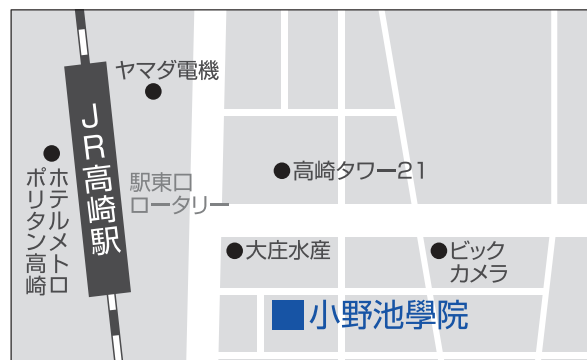 ヤマダ電機
JR高崎駅
ホテルメトロ
ポリタン高崎
駅東口
ロータリー
高崎タワー21
大庄水産
ビック
カメラ
小野池學院